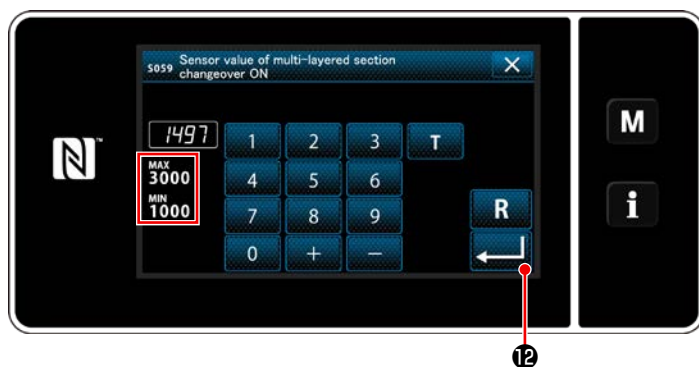 S059 Sensor value of multi-layered section
changeover ON
1497
MAX
3000
MIN
1000
1 2 3 T
4 5 6
7 8 9 R
0 + −
M
i
N™
⓬